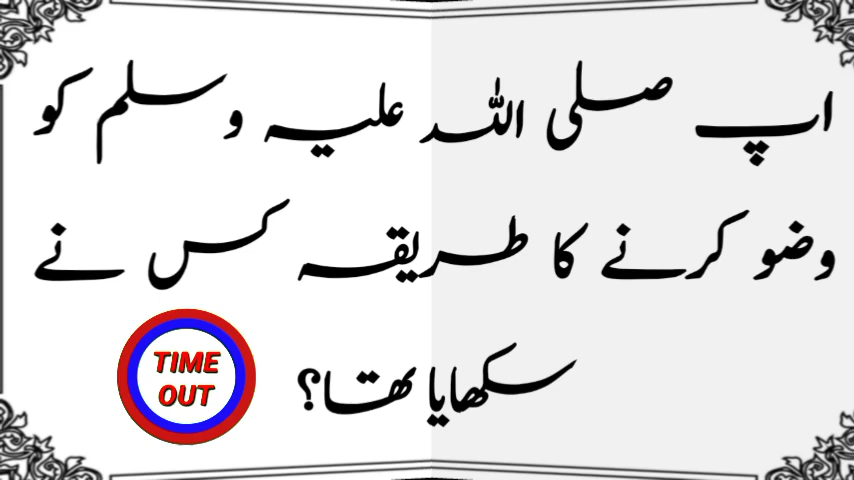 اپ صلی اللہ علیہ وسلم کو
وضو کرنے کا طریقہ کس نے
سکھایا تھا؟
TIME
OUT